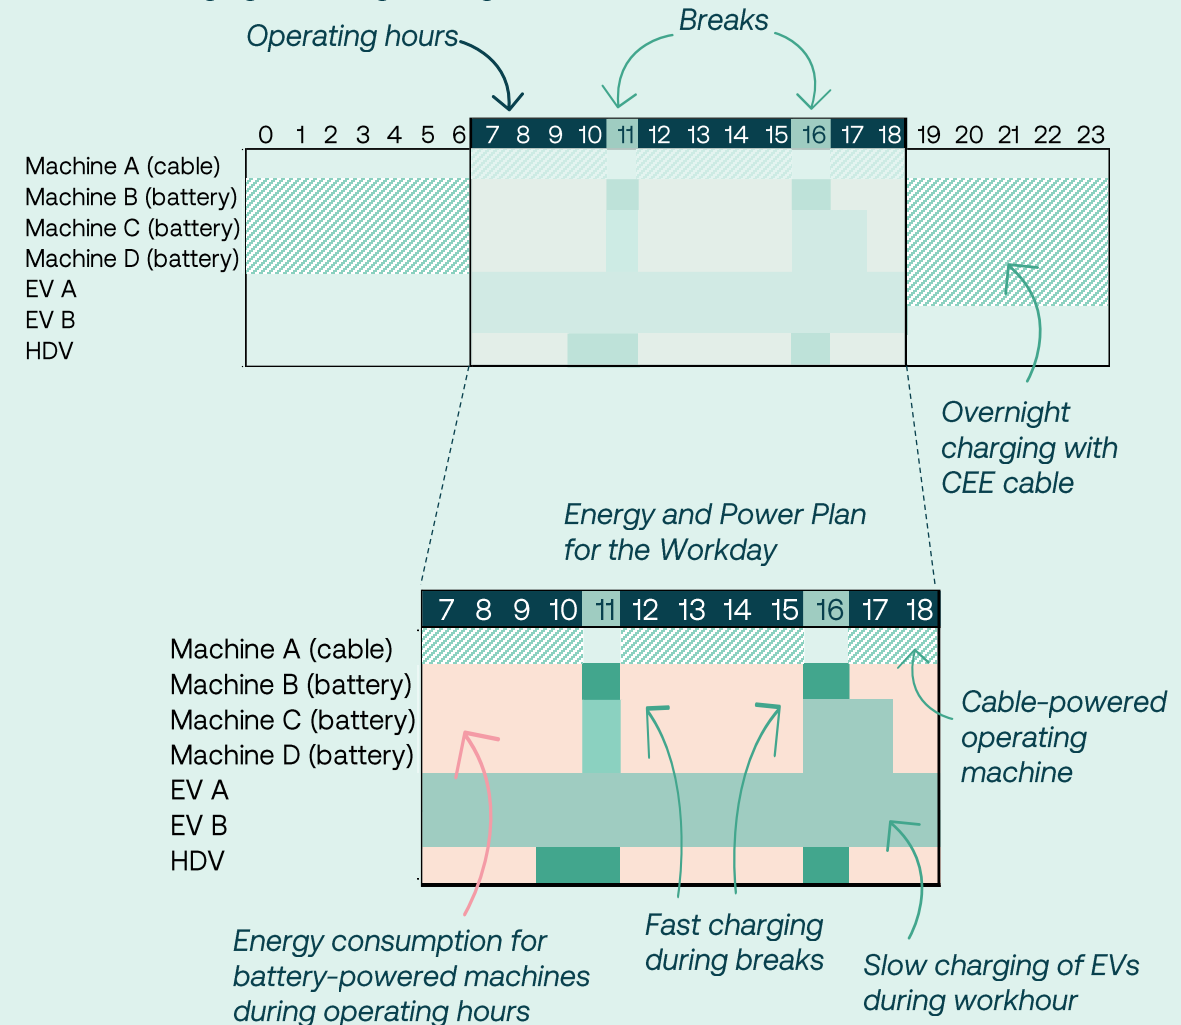 Operating hours
Breaks
0 1 2 3 4 5 6 7 8 9 10 11 12 13 14 15 16 17 18 19 20 21 22 23
Machine A (cable)
Machine B (battery)
Machine C (battery)
Machine D (battery)
EV A
EV B
HDV
Overnight
charging with
CEE cable
Energy and Power Plan
for the Workday
7 8 9 10 11 12 13 14 15 16 17 18
Machine A (cable)
Machine B (battery)
Machine C (battery)
Machine D (battery)
EV A
EV B
HDV
Cable-powered
operating
machine
Energy consumption for
battery-powered machines
during operating hours
Fast charging
during breaks
Slow charging of EVs
during workhour